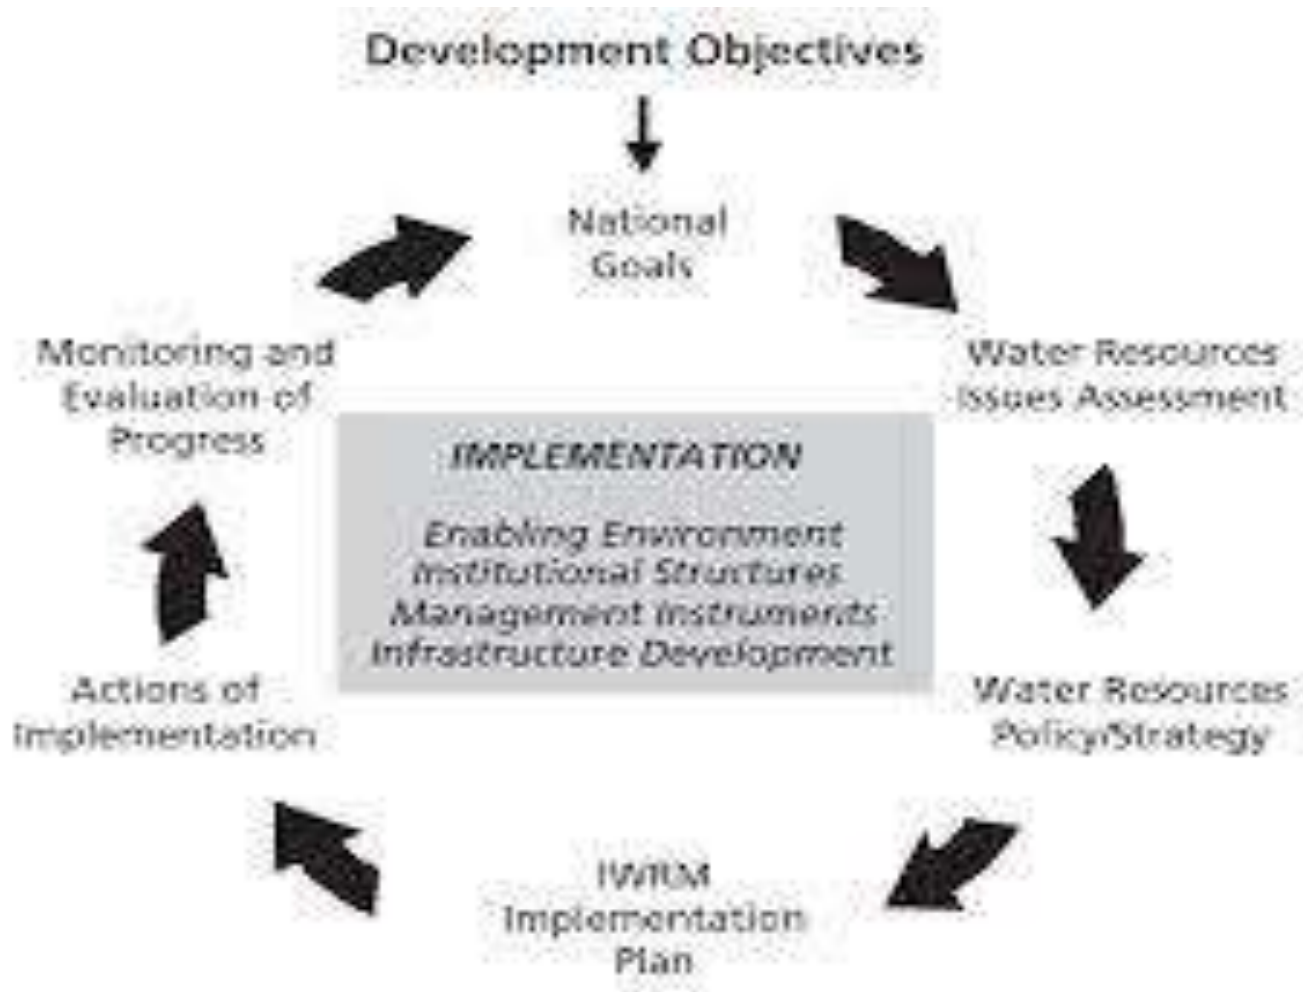 Development Objectives
National
Goals
Water Resources
Issues Assessment
Water Resources
Policy/Strategy
IWRM
Implementation
Plan
Actions of
Implementation
Monitoring and
Evaluation of
Progress
IMPLEMENTATION
Enabling Environment
Institutional Structures
Management Instruments
Infrastructure Development